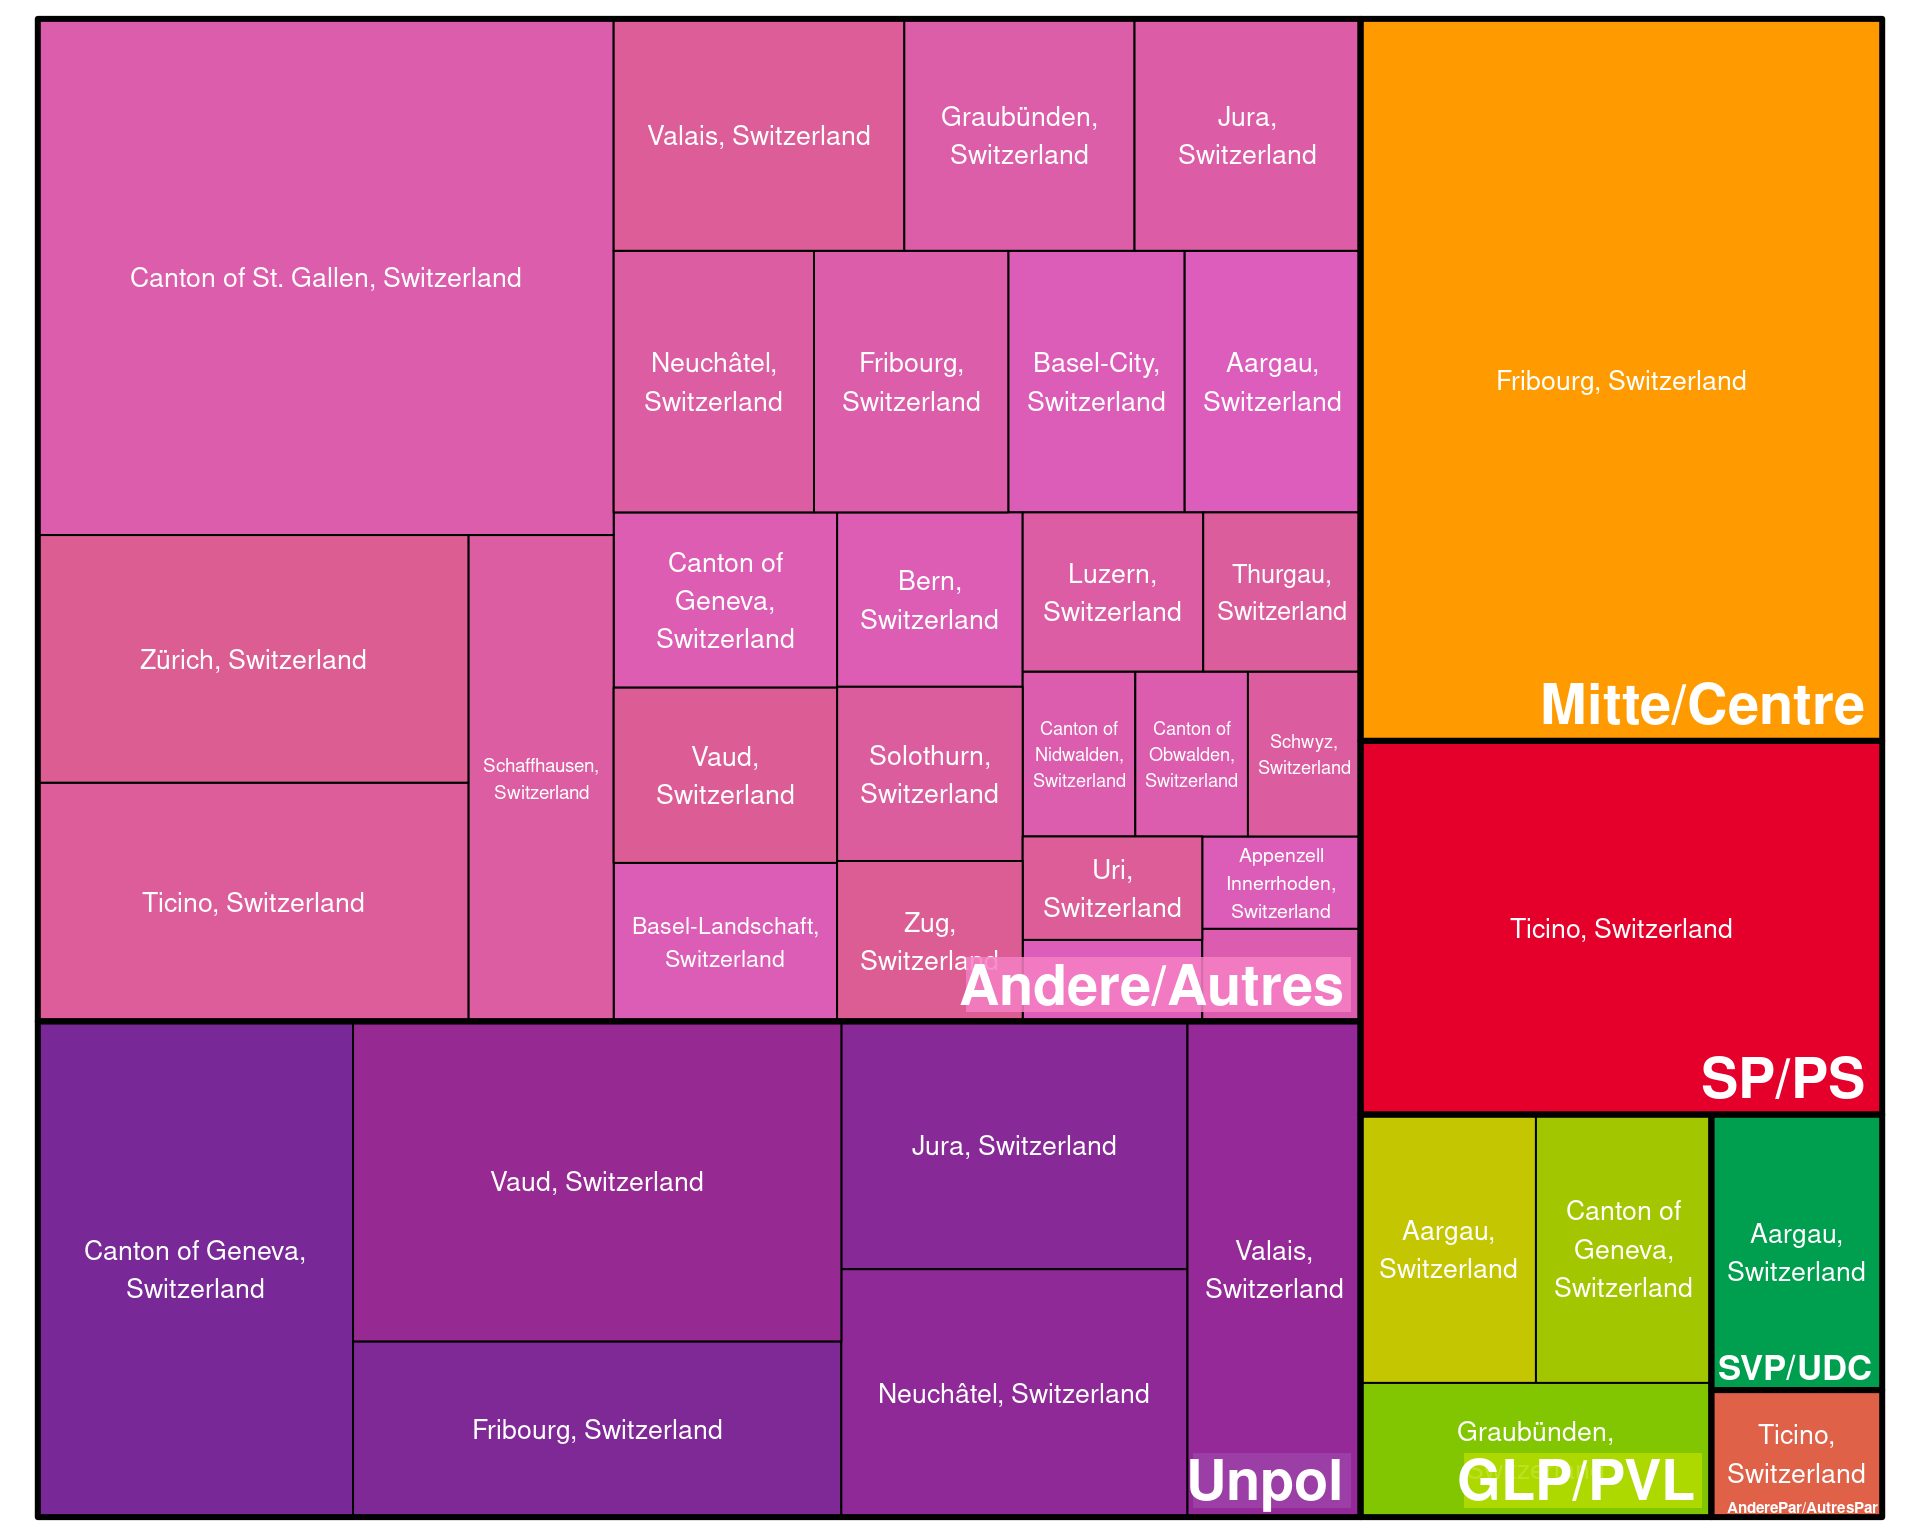 Canton of St. Gallen, Switzerland
Valais, Switzerland
Graubünden,
Switzerland
Jura,
Switzerland
Neuchâtel,
Switzerland
Fribourg,
Switzerland
Basel-City,
Switzerland
Aargau,
Switzerland
Zürich, Switzerland
Ticino, Switzerland
Schaffhausen,
Switzerland
Canton of
Geneva,
Switzerland
Bern,
Switzerland
Luzern,
Switzerland
Thurgau,
Switzerland
Vaud,
Switzerland
Solothurn,
Switzerland
Canton of
Nidwalden,
Switzerland
Canton of
Obwalden,
Switzerland
Schwyz,
Switzerland
Basel-Landschaft,
Switzerland
Zug,
Switzerland
Uri,
Switzerland
Appenzell
Innerrhoden,
Switzerland
Andere/Autres
Canton of Geneva,
Switzerland
Vaud, Switzerland
Fribourg, Switzerland
Jura, Switzerland
Neuchâtel, Switzerland
Valais,
Switzerland
Unpol
Fribourg, Switzerland
Mitte/Centre
Ticino, Switzerland
SP/PS
Aargau,
Switzerland
Canton of
Geneva,
Switzerland
Graubünden,
GLP/PVL
Aargau,
Switzerland
SVP/UDC
Ticino,
Switzerland
AnderePar/AutresPar